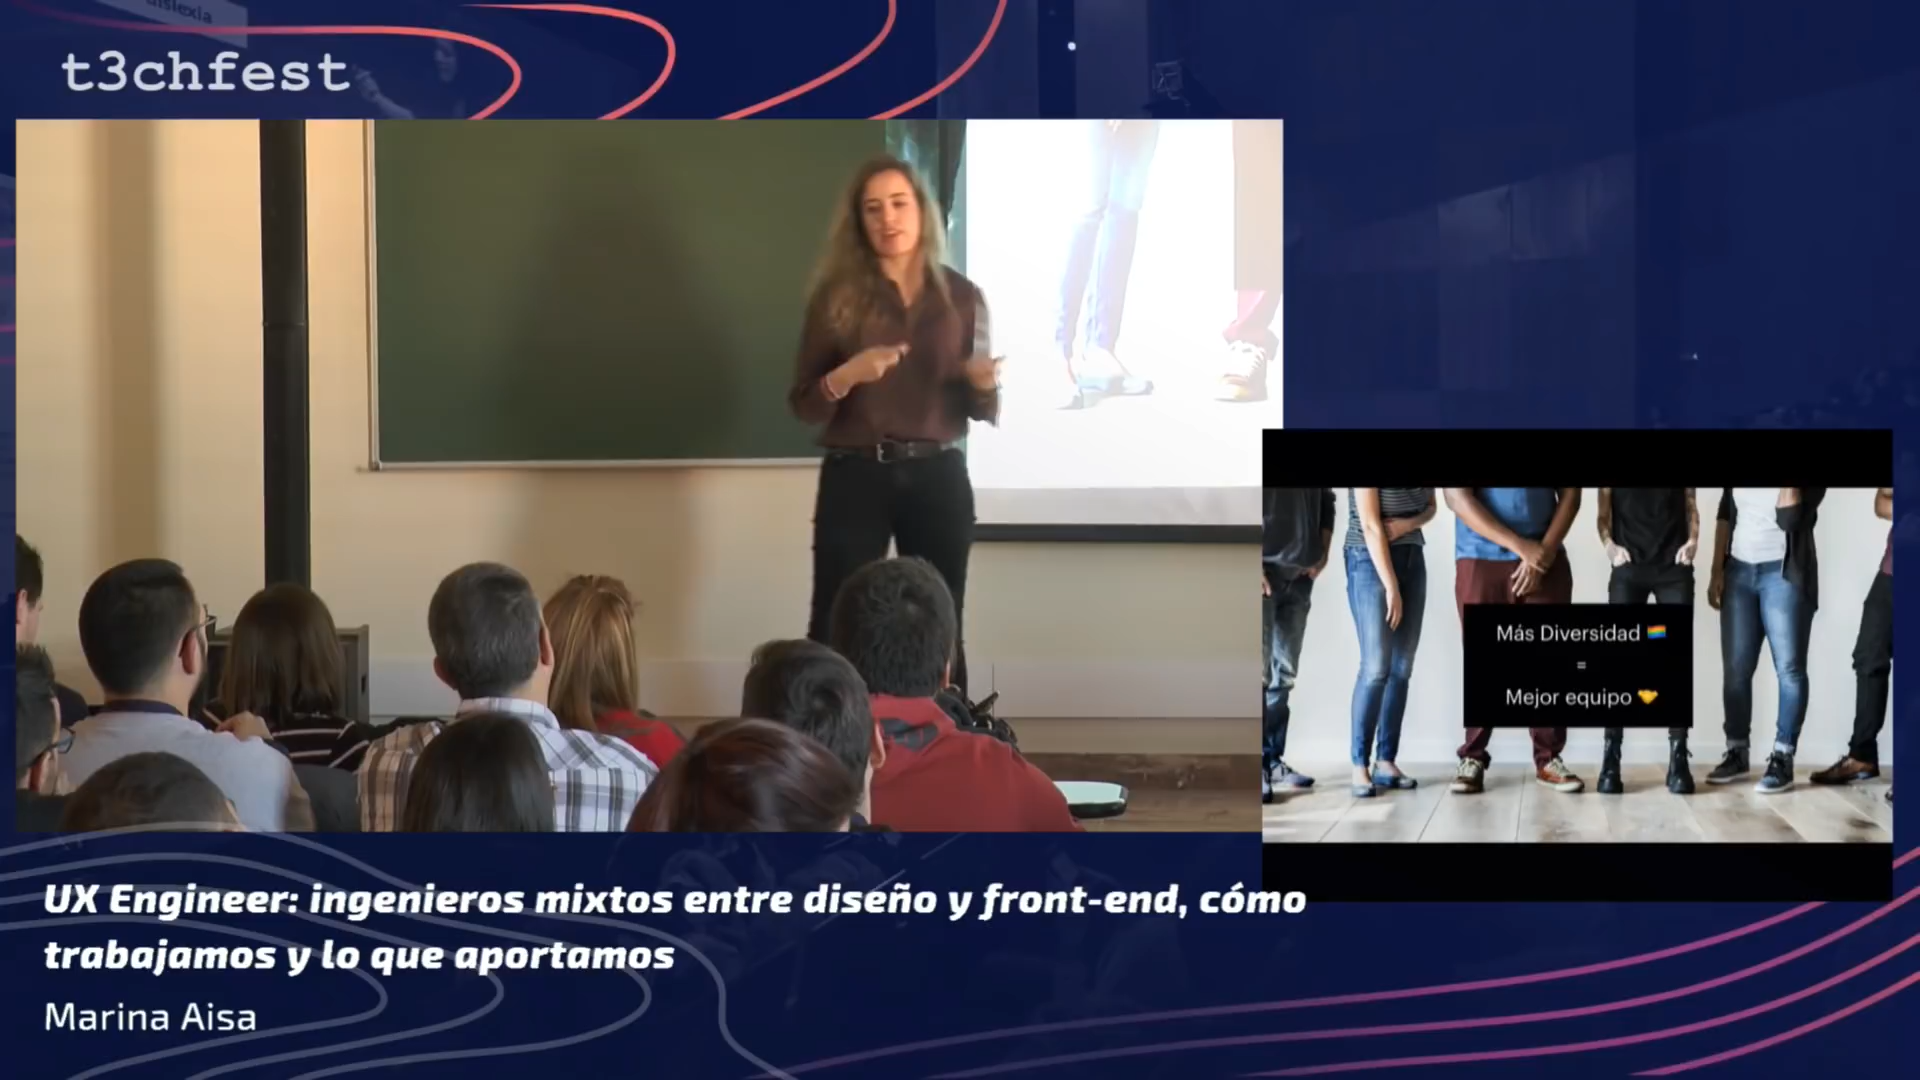 dislexia
t3chfest
Más Diversidad 🏳️‍🌈
=
Mejor equipo 🤝
UX Engineer: ingenieros mixtos entre diseño y front-end, cómo
trabajamos y lo que aportamos
Marina Aisa